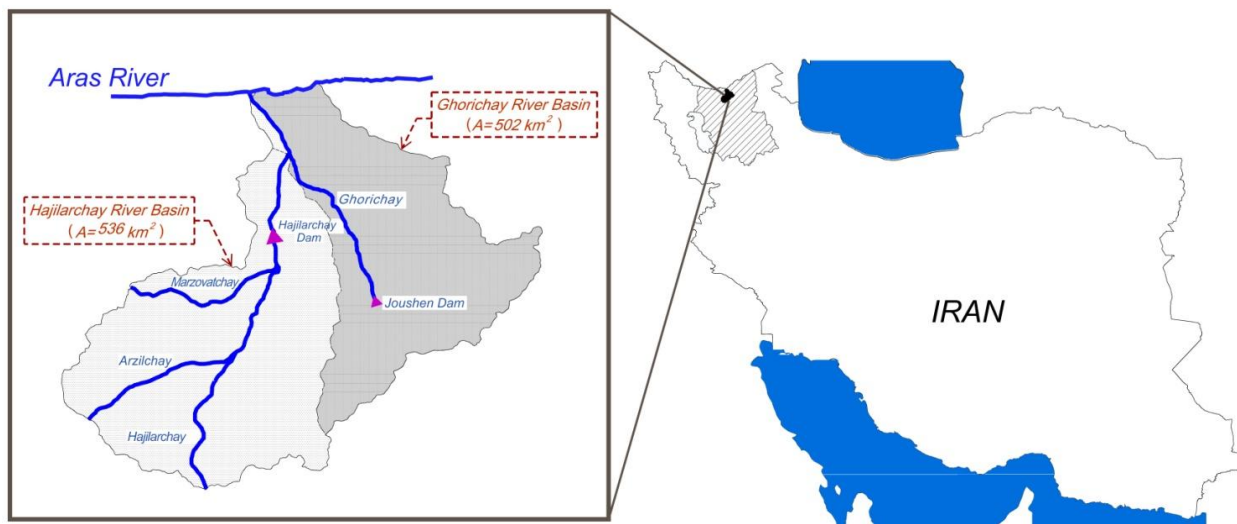 Aras River
Ghorichay River Basin
(A=502 km²)
Ghorichay
Hajilarchay River Basin
(A=536 km²)
Hajilarchay
Dam
Marzovatchay
Joushen Dam
Arzilchay
Hajilarchay
IRAN